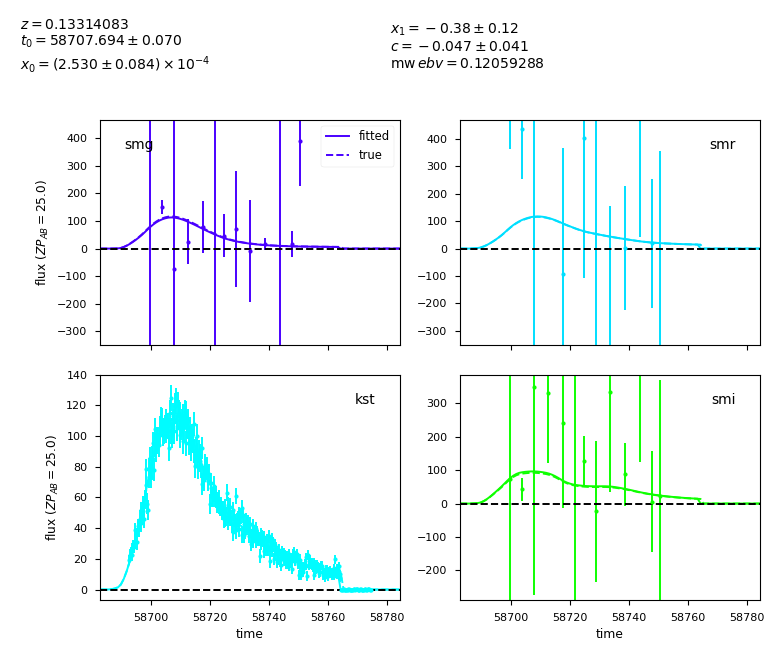 z = 0.13314083
t₀ = 58707.694 ± 0.070
x₀ = (2.530 ± 0.084) × 10⁻⁴
x₁ = −0.38 ± 0.12
c = −0.047 ± 0.041
mwebv = 0.12059288
smg
fitted
true
400
300
200
100
0
−100
−200
−300
flux (ZP_AB = 25.0)
smr
400
300
200
100
0
−100
−200
−300
kst
140
120
100
80
60
40
20
0
flux (ZP_AB = 25.0)
58700 58720 58740 58760 58780
time
smi
300
200
100
0
−100
−200
58700 58720 58740 58760 58780
time